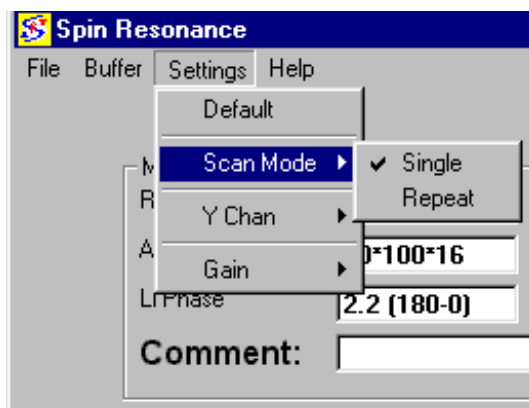 Spin Resonance
File Buffer Settings Help
Default
Scan Mode
Single
Repeat
Y Chan
Gain
*100*16
Phase
2.2 (180-0)
Comment: